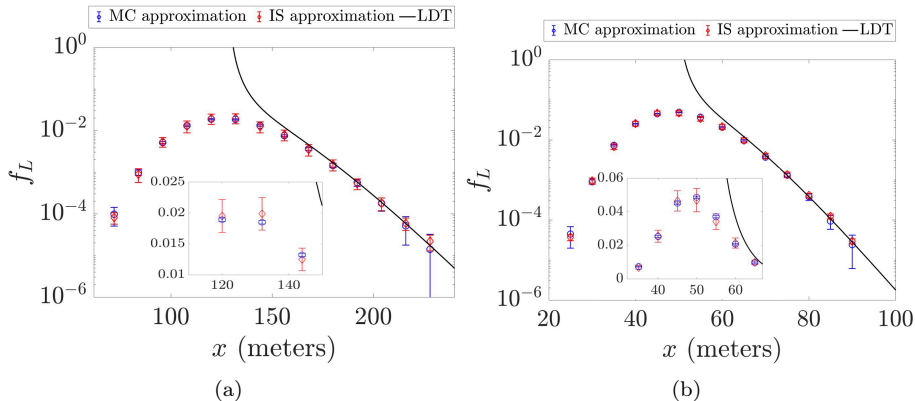 MC approximation IS approximation LDT
10^0
10^-2
10^-4
10^-6
f_L
0.025
0.02
0.015
0.01
120 140
100 150 200
x (meters)
(a)
MC approximation IS approximation LDT
10^0
10^-2
10^-4
10^-6
f_L
0.06
0.04
0.02
0
40 50 60
20 40 60 80 100
x (meters)
(b)